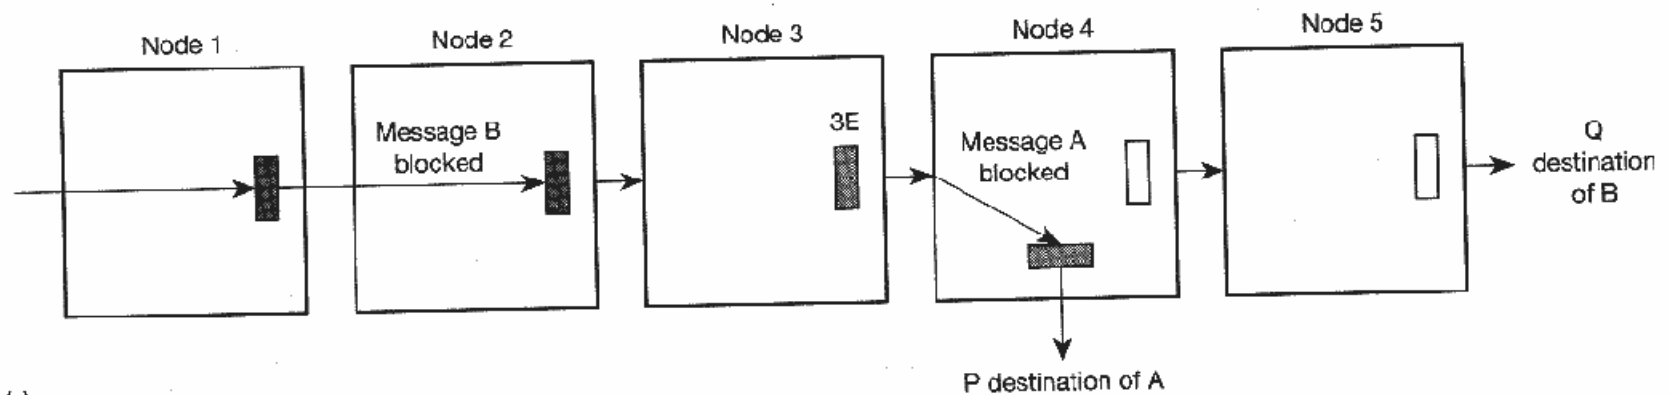 Node 1
Node 2
Node 3
Node 4
Node 5
Message B
blocked
3E
Message A
blocked
Q
destination
of B
P destination of A